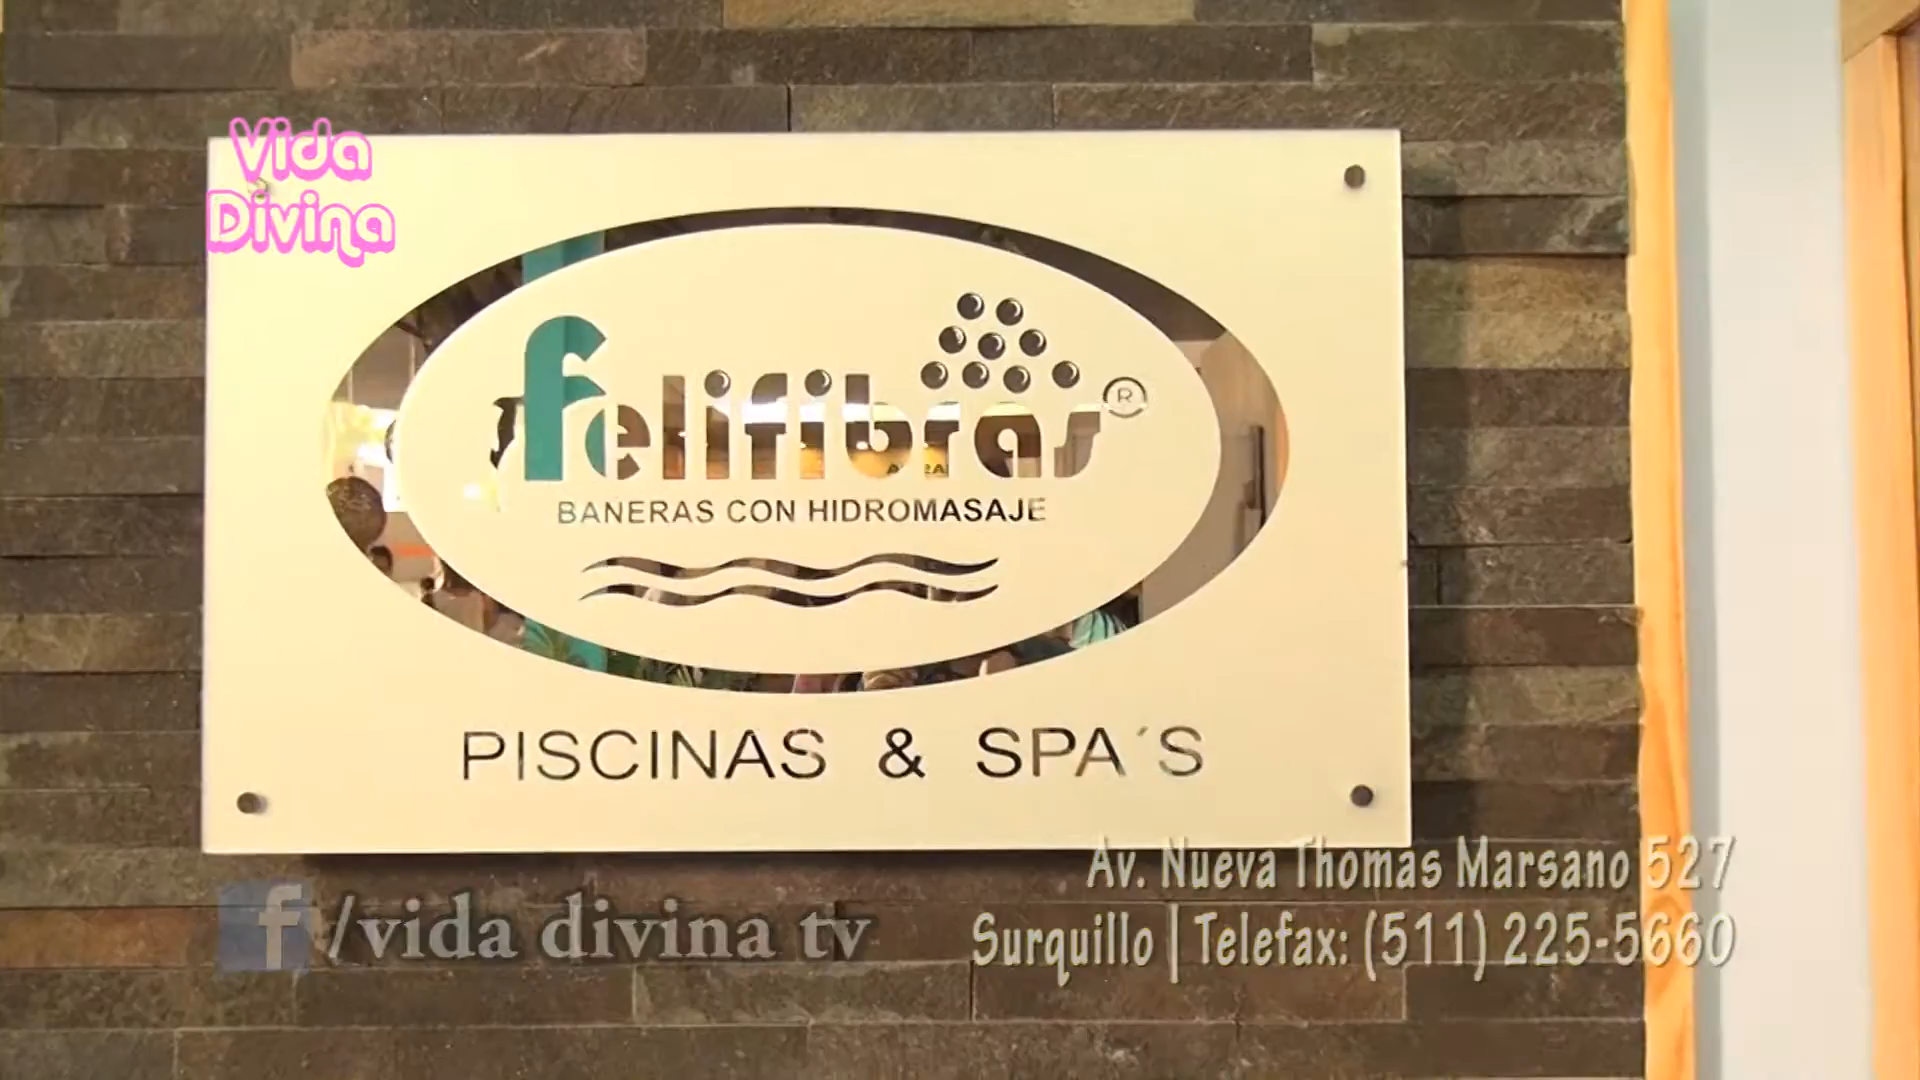 Vida
Divina
felifibras ®
BAÑERAS CON HIDROMASAJE
PISCINAS & SPA´S
Av. Nueva Thomas Marsano 527
f/vida divina tv
Surquillo | Telefax: (511) 225-5660